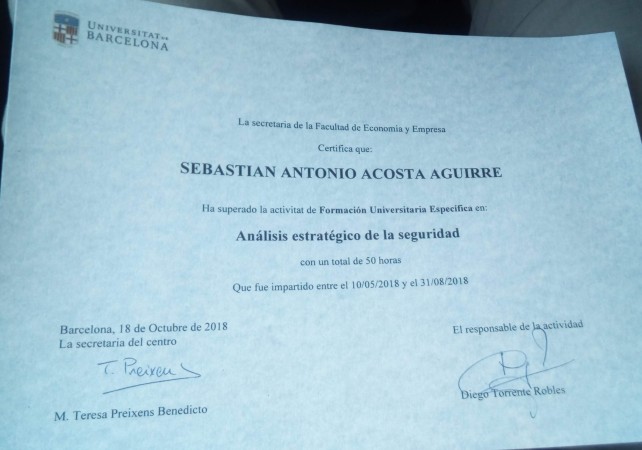 UNIVERSITAT DE
BARCELONA
La secretaria de la Facultad de Economía y Empresa
Certifica que:
SEBASTIAN ANTONIO ACOSTA AGUIRRE
Ha superado la activitat de Formación Universitaria Específica en:
Análisis estratégico de la seguridad
con un total de 50 horas
Que fue impartido entre el 10/05/2018 y el 31/08/2018
Barcelona, 18 de Octubre de 2018
La secretaria del centro
El responsable de la actividad
T. Preixens
M. Teresa Preixens Benedicto
Diego Torrente Robles